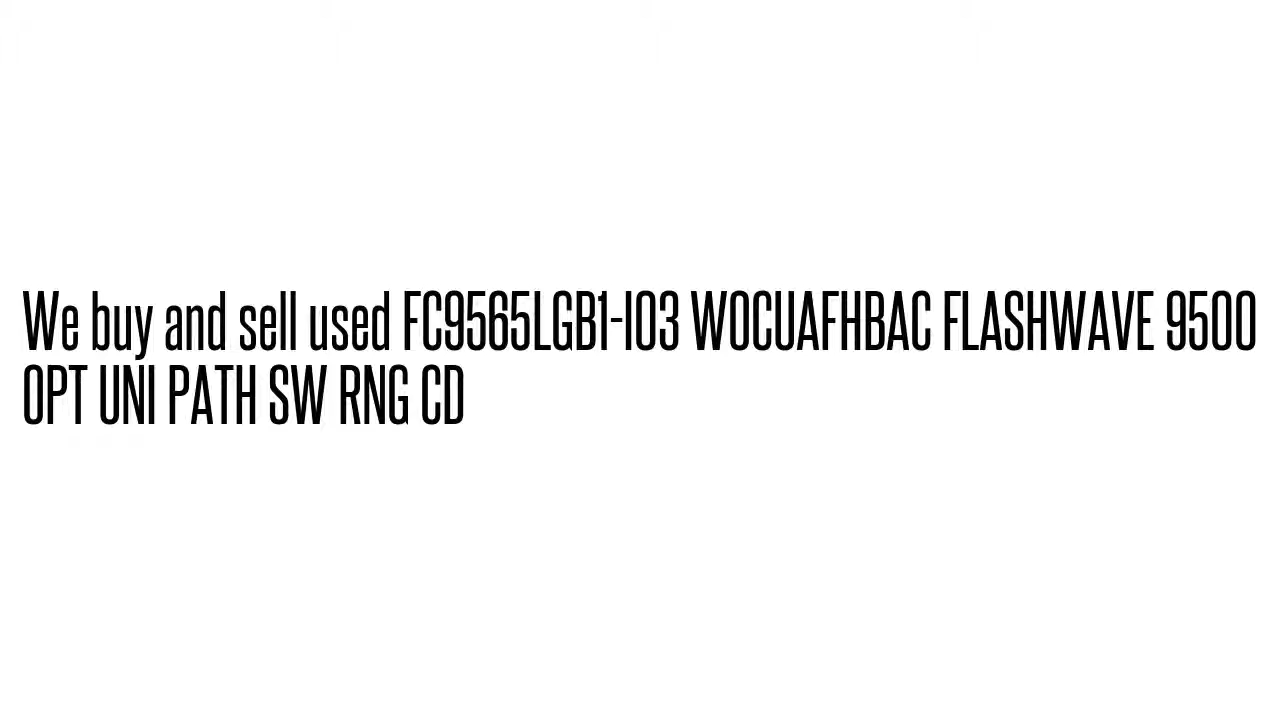 We buy and sell used FC9565LGB1-I03 WOCUAFHBAC FLASHWAVE 9500
OPT UNI PATH SW RNG CD